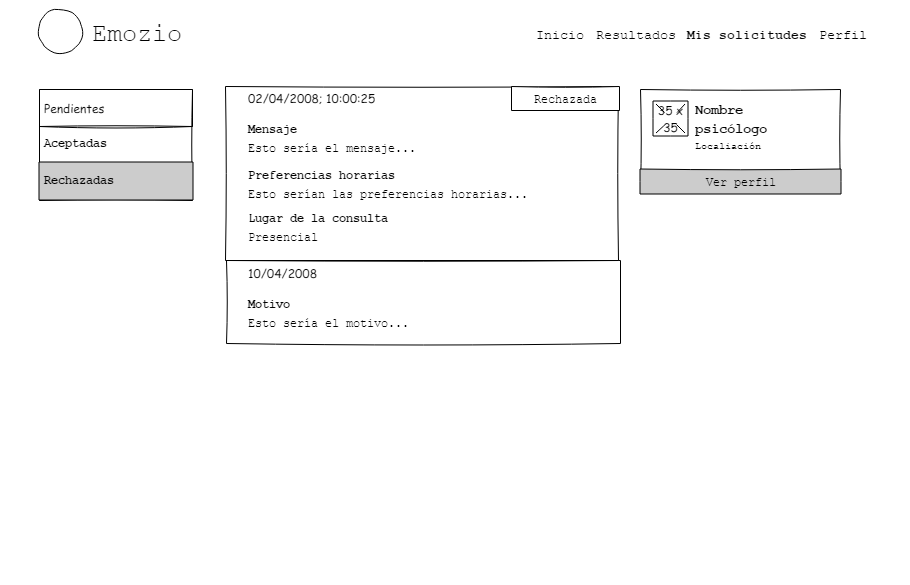 Emozio
Inicio Resultados Mis solicitudes Perfil
Pendientes
Aceptadas
Rechazadas
02/04/2008; 10:00:25
Rechazada
Mensaje
Esto sería el mensaje...
Preferencias horarias
Esto serían las preferencias horarias...
Lugar de la consulta
Presencial
10/04/2008
Motivo
Esto sería el motivo...
35 x
35
Nombre
psicólogo
Localiación
Ver perfil